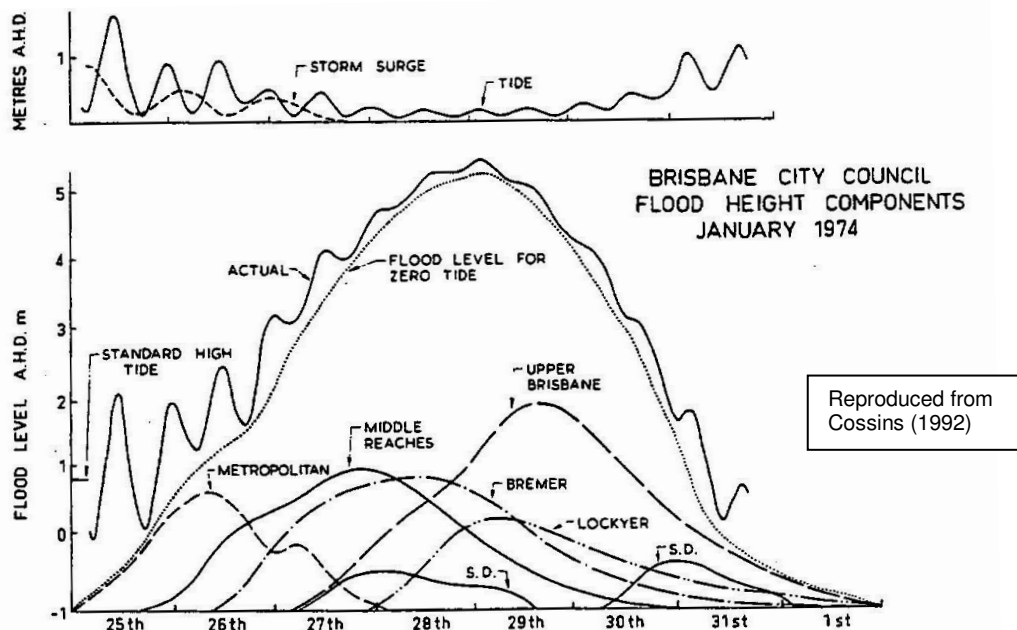 METRES A.H.D.
1
STORM SURGE
TIDE
BRISBANE CITY COUNCIL
FLOOD HEIGHT COMPONENTS
JANUARY 1974
FLOOD LEVEL A.H.D. m
5
4
3
2
1
0
-1
ACTUAL
FLOOD LEVEL FOR
ZERO TIDE
STANDARD HIGH
TIDE
UPPER
BRISBANE
Reproduced from
Cossins (1992)
MIDDLE
REACHES
METROPOLITAN
BREMER
LOCKYER
S.D.
S.D.
25th 26th 27th 28th 29th 30th 31st 1st